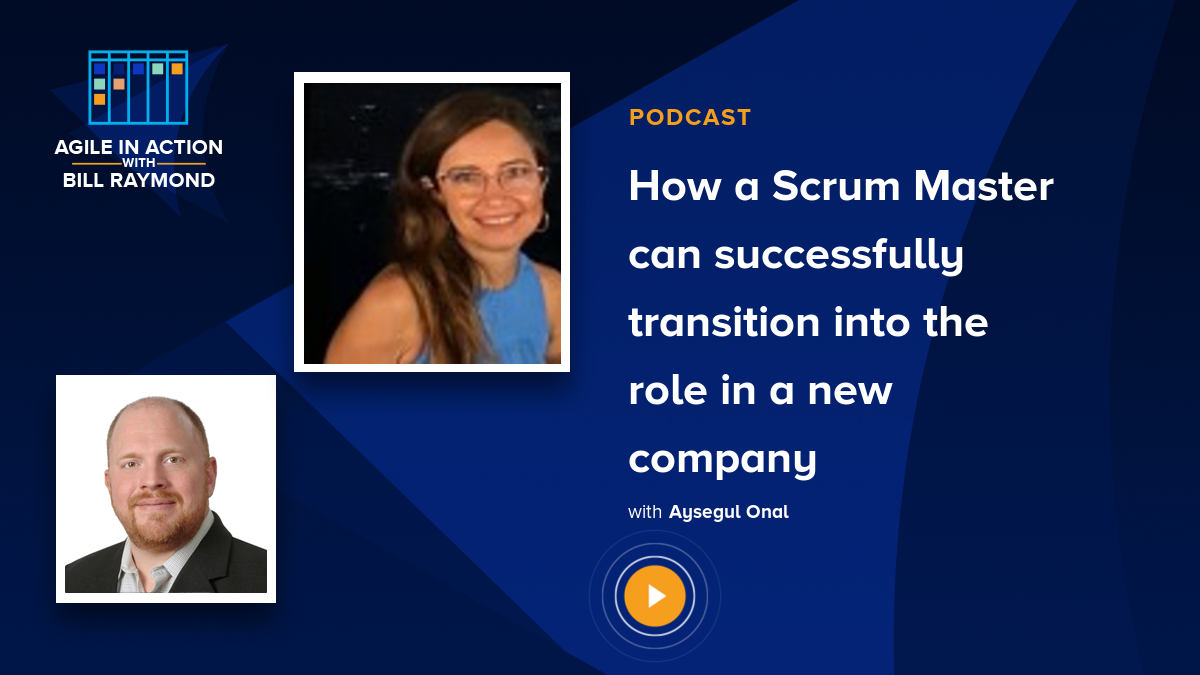 AGILE IN ACTION
WITH
BILL RAYMOND
PODCAST
How a Scrum Master
can successfully
transition into the
role in a new
company
with Aysegul Onal